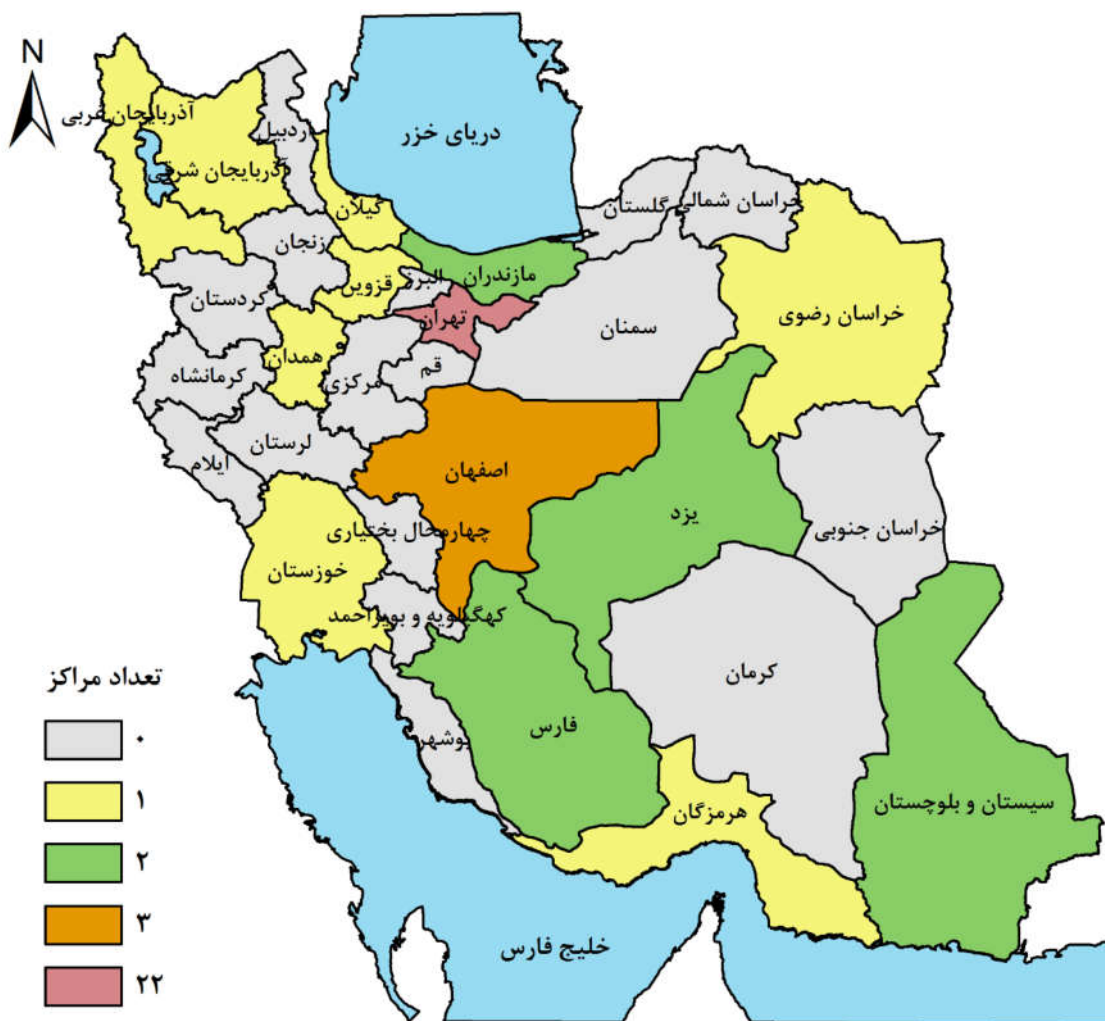 N
دریای خزر
آذربایجان غربی
اردبیل
آذربایجان شرقی
گیلان
خراسان شمالی
گلستان
زنجان
مازندران
البرز
قزوین
کردستان
تهران
سمنان
خراسان رضوی
همدان
قم
مرکزی
کرمانشاه
لرستان
ایلام
اصفهان
یزد
چهارمحال بختیاری
خراسان جنوبی
خوزستان
کهگیلویه و بویراحمد
کرمان
فارس
بوشهر
سیستان و بلوچستان
هرمزگان
خلیج فارس
تعداد مراکز
۰
۱
۲
۳
۲۲